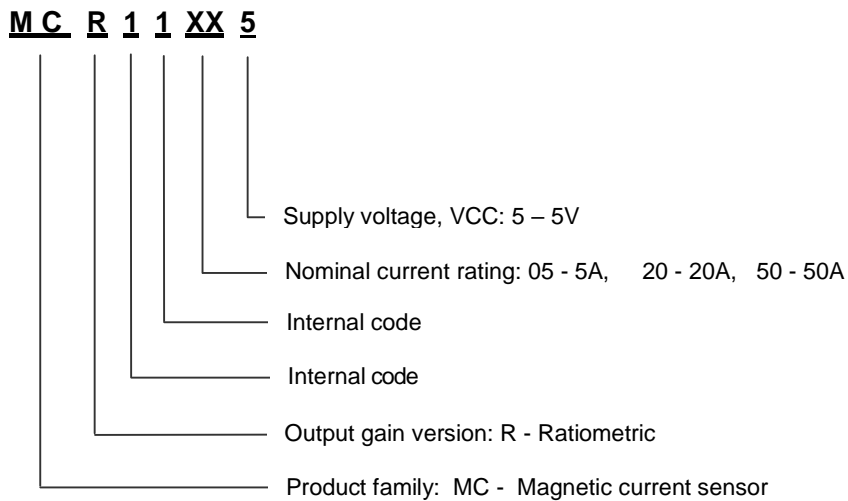 M C R 1 1 XX 5
Supply voltage, VCC: 5 – 5V
Nominal current rating: 05 - 5A, 20 - 20A, 50 - 50A
Internal code
Internal code
Output gain version: R - Ratiometric
Product family: MC - Magnetic current sensor